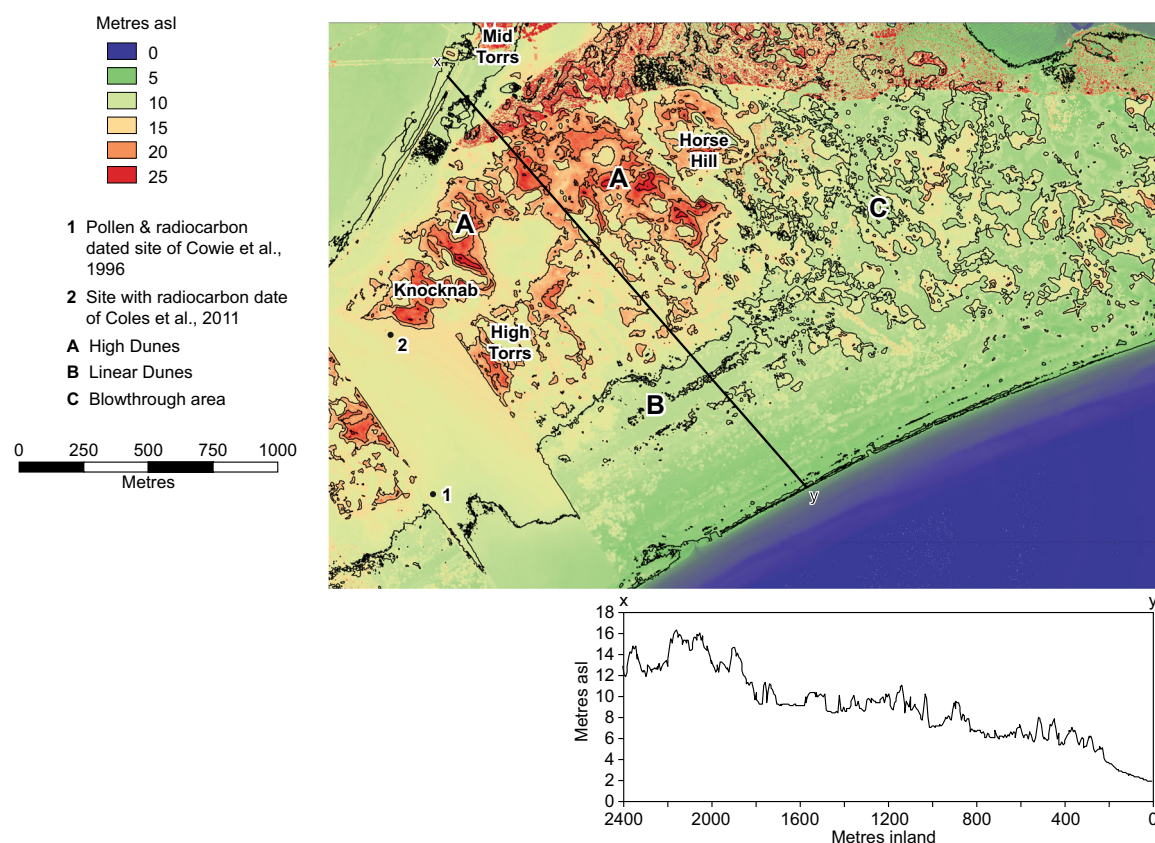 Metres asl
0
5
10
15
20
25
1 Pollen & radiocarbon
dated site of Cowie et al.,
1996
2 Site with radiocarbon date
of Coles et al., 2011
A High Dunes
B Linear Dunes
C Blowthrough area
0 250 500 750 1000
Metres
Mid
Torrs
x
Horse
Hill
A
C
A
Knocknab
High
Torrs
2
B
1
y
x y
18
16
14
12
10
8
6
4
2
0
Metres asl
2400 2000 1600 1200 800 400 0
Metres inland